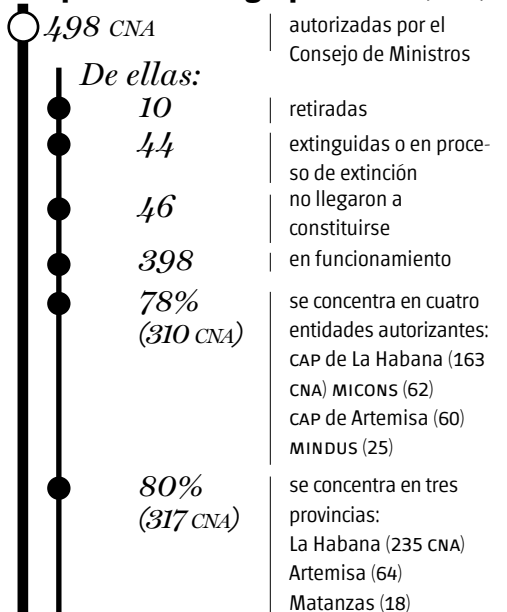 498 CNA
autorizadas por el
Consejo de Ministros
De ellas:
10
retiradas
44
extinguidas o en proce-
so de extinción
46
no llegaron a
constituirse
398
en funcionamiento
78%
(310 CNA)
se concentra en cuatro
entidades autorizantes:
CAP de La Habana (163
CNA) MICONS (62)
CAP de Artemisa (60)
MINDUS (25)
80%
(317 CNA)
se concentra en tres
provincias:
La Habana (235 CNA)
Artemisa (64)
Matanzas (18)